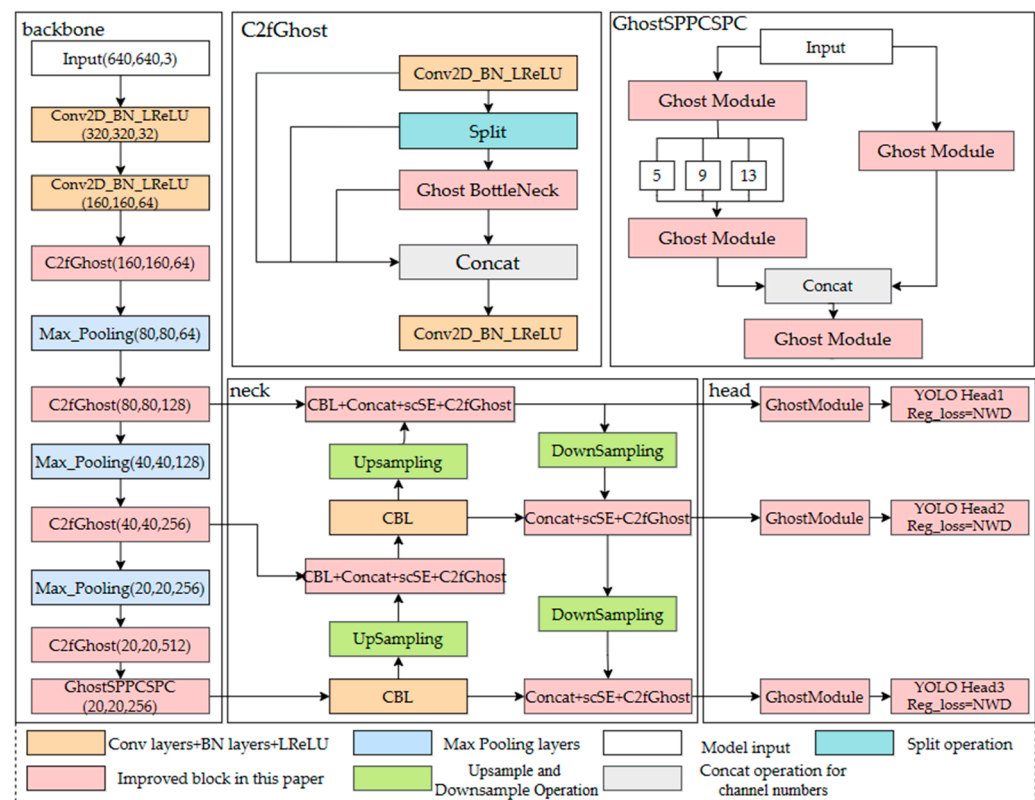 backbone
Input(640,640,3)
Conv2D_BN_LReLU
(320,320,32)
Conv2D_BN_LReLU
(160,160,64)
C2fGhost(160,160,64)
Max_Pooling(80,80,64)
C2fGhost(80,80,128)
Max_Pooling(40,40,128)
C2fGhost(40,40,256)
Max_Pooling(20,20,256)
C2fGhost(20,20,512)
GhostSPPCSPC
(20,20,256)
C2fGhost
Conv2D_BN_LReLU
Split
Ghost BottleNeck
Concat
Conv2D_BN_LReLU
GhostSPPCSPC
Input
Ghost Module
Ghost Module
5
9
13
Ghost Module
Concat
Ghost Module
neck
CBL+Concat+scSE+C2fGhost
Upsampling
CBL
CBL+Concat+scSE+C2fGhost
UpSampling
CBL
DownSampling
Concat+scSE+C2fGhost
DownSampling
Concat+scSE+C2fGhost
head
GhostModule
YOLO Head1
Reg_loss=NWD
GhostModule
YOLO Head2
Reg_loss=NWD
GhostModule
YOLO Head3
Reg_loss=NWD
Conv layers+BN layers+LReLU
Max Pooling layers
Model input
Split operation
Improved block in this paper
Upsample and
Downsample Operation
Concat operation for
channel numbers